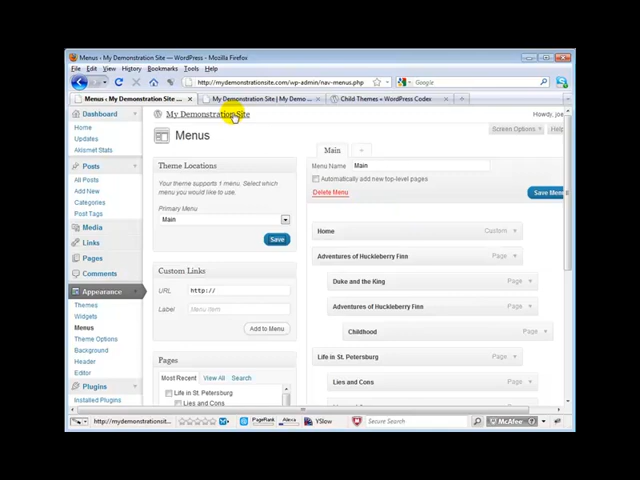 Menus ‹ My Demonstration Site — WordPress - Mozilla Firefox
File Edit View History Bookmarks Tools Help
http://mydemonstrationsite.com/wp-admin/nav-menus.php
Google
Menus ‹ My Demonstration Site ...
My Demonstration Site | My Demo ...
Child Themes « WordPress Codex
My Demonstration Site
Howdy, joe
Dashboard
Home
Updates
Akismet Stats
Posts
All Posts
Add New
Categories
Post Tags
Media
Links
Pages
Comments
Appearance
Themes
Widgets
Menus
Theme Options
Background
Header
Editor
Plugins
Installed Plugins
Menus
Screen Options
Help
Theme Locations
Your theme supports 1 menu. Select which
menu you would like to use.
Primary Menu
Main
Save
Custom Links
URL http://
Label Menu Item
Add to Menu
Pages
Most Recent View All Search
Life in St. Petersburg
Lies and Cons
Main +
Menu Name Main
Automatically add new top-level pages
Delete Menu
Save Menu
Home Custom
Adventures of Huckleberry Finn Page
Duke and the King Page
Adventures of Huckleberry Finn Page
Childhood Page
Life in St. Petersburg Page
Lies and Cons Page
http://mydemonstrationsit...
PageRank
Alexa
YSlow
Secure Search
McAfee